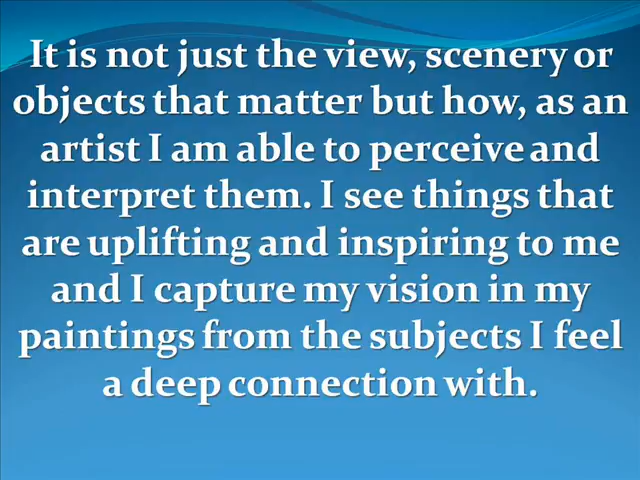 It is not just the view, scenery or
objects that matter but how, as an
artist I am able to perceive and
interpret them. I see things that
are uplifting and inspiring to me
and I capture my vision in my
paintings from the subjects I feel
a deep connection with.